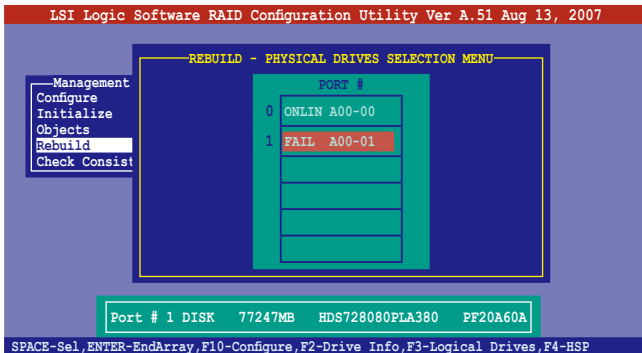 LSI Logic Software RAID Configuration Utility Ver A.51 Aug 13, 2007
REBUILD - PHYSICAL DRIVES SELECTION MENU
Management
Configure
Initialize
Objects
Rebuild
Check Consist
PORT #
0 ONLIN A00-00
1 FAIL A00-01
Port # 1 DISK 77247MB HDS728080PLA380 PF20A60A
SPACE-Sel,ENTER-EndArray,F10-Configure,F2-Drive Info,F3-Logical Drives,F4-HSP